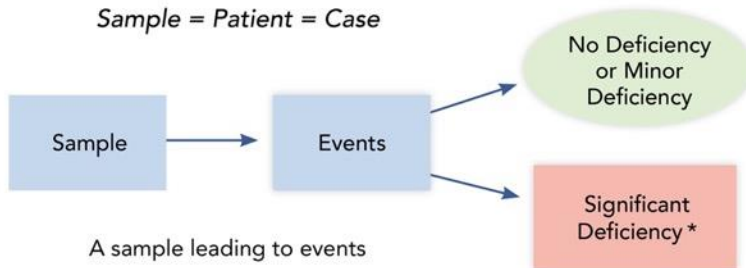 Sample = Patient = Case
No Deficiency
or Minor
Deficiency
Sample
Events
Significant
Deficiency *
A sample leading to events